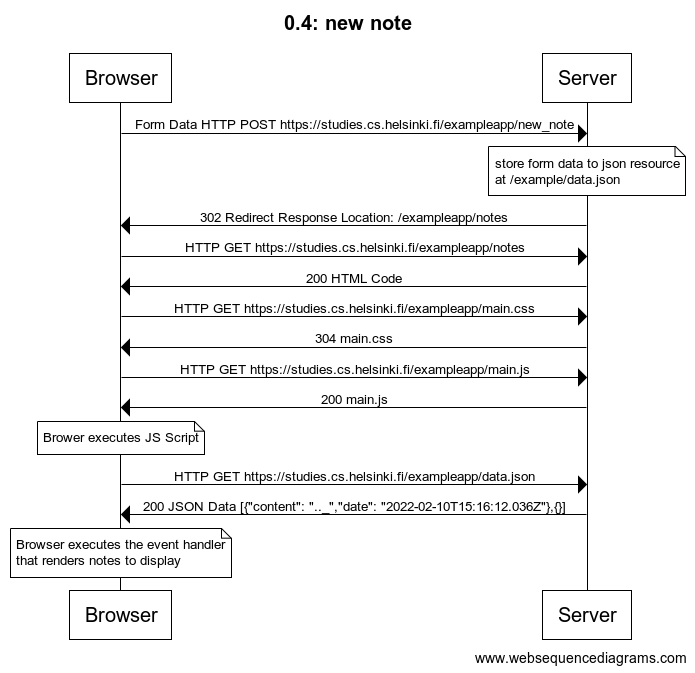 0.4: new note
Browser
Server
Form Data HTTP POST https://studies.cs.helsinki.fi/exampleapp/new_note
store form data to json resource
at /example/data.json
302 Redirect Response Location: /exampleapp/notes
HTTP GET https://studies.cs.helsinki.fi/exampleapp/notes
200 HTML Code
HTTP GET https://studies.cs.helsinki.fi/exampleapp/main.css
304 main.css
HTTP GET https://studies.cs.helsinki.fi/exampleapp/main.js
200 main.js
Brower executes JS Script
HTTP GET https://studies.cs.helsinki.fi/exampleapp/data.json
200 JSON Data [{"content": ".._","date": "2022-02-10T15:16:12.036Z"},{}]
Browser executes the event handler
that renders notes to display
Browser
Server
www.websequencediagrams.com